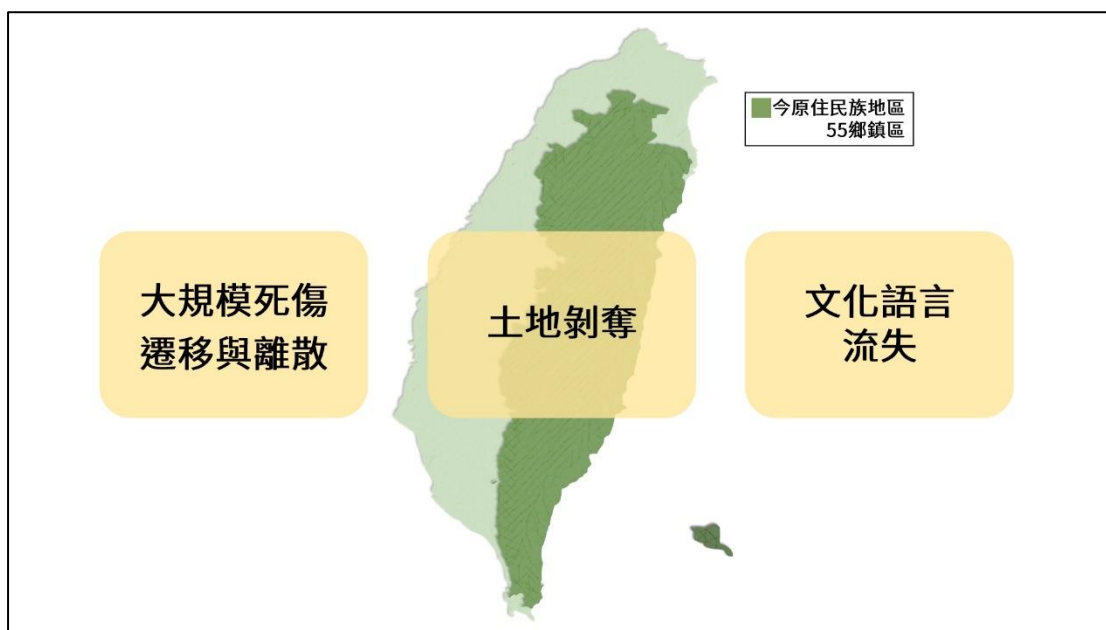 今原住民族地區
55鄉鎮區
大規模死傷
遷移與離散
土地剝奪
文化語言
流失